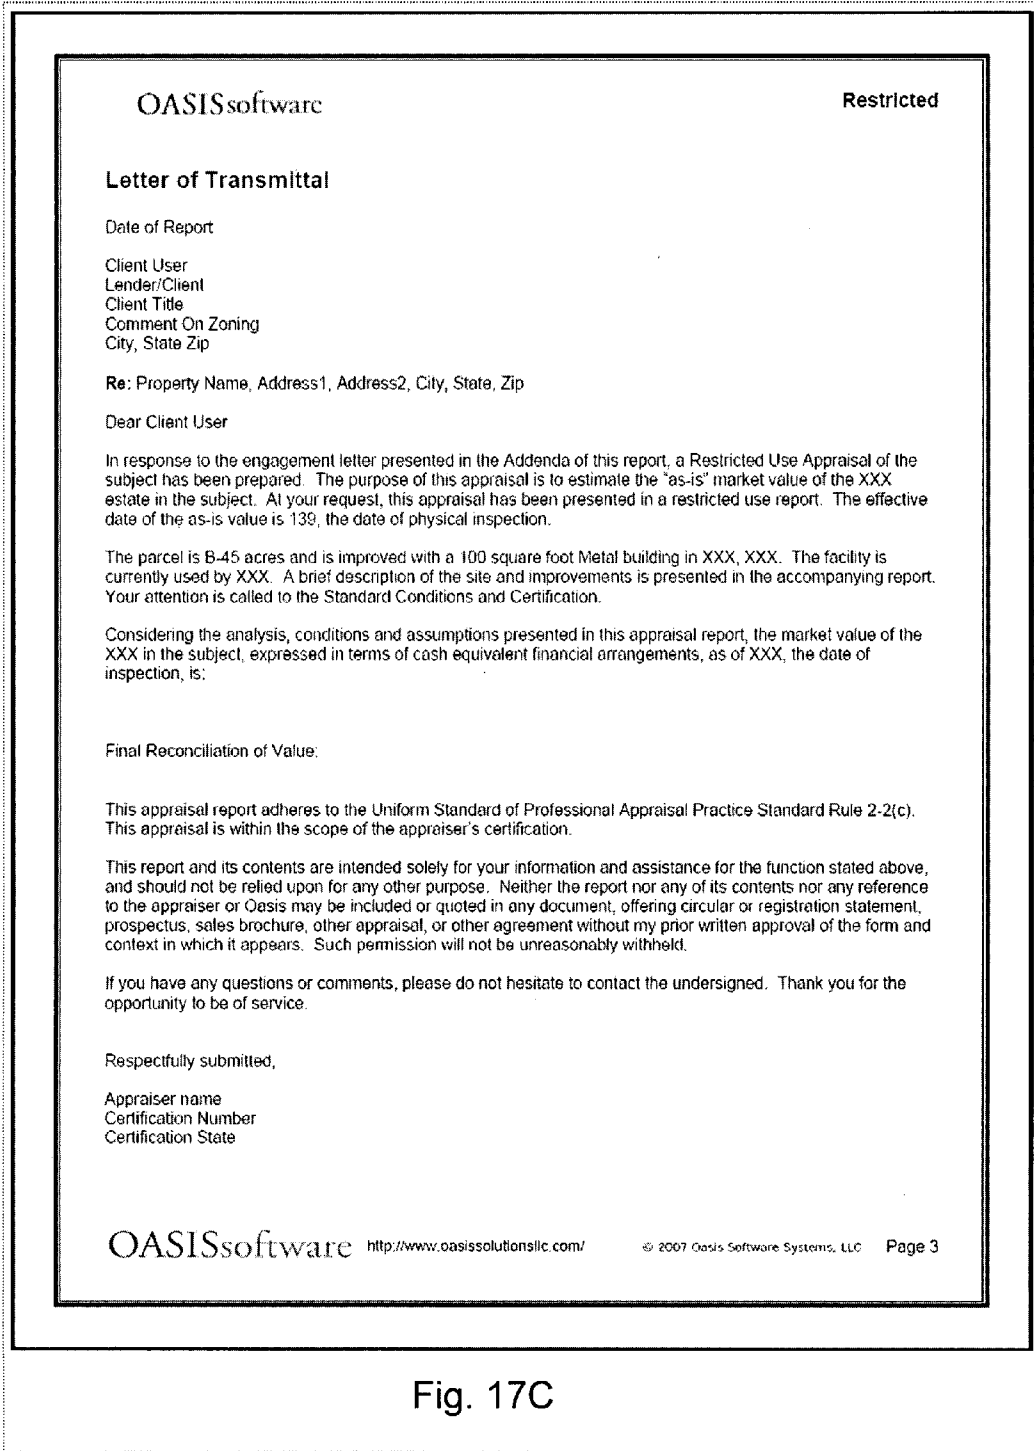 OASISsoftware Restricted
Letter of Transmittal
Date of Report
Client User
Lender/Client
Client Title
Comment On Zoning
City, State Zip
Re: Property Name, Address1, Address2, City, State, Zip
Dear Client User
In response to the engagement letter presented in the Addenda of this report, a Restricted Use Appraisal of the
subject has been prepared. The purpose of this appraisal is to estimate the "as-is" market value of the XXX
estate in the subject. At your request, this appraisal has been presented in a restricted use report. The effective
date of the as-is value is 139, the date of physical inspection.
The parcel is B-45 acres and is improved with a 100 square foot Metal building in XXX, XXX. The facility is
currently used by XXX. A brief description of the site and improvements is presented in the accompanying report.
Your attention is called to the Standard Conditions and Certification.
Considering the analysis, conditions and assumptions presented in this appraisal report, the market value of the
XXX in the subject, expressed in terms of cash equivalent financial arrangements, as of XXX, the date of
inspection, is:
Final Reconciliation of Value:
This appraisal report adheres to the Uniform Standard of Professional Appraisal Practice Standard Rule 2-2(c).
This appraisal is within the scope of the appraiser's certification.
This report and its contents are intended solely for your information and assistance for the function stated above,
and should not be relied upon for any other purpose. Neither the report nor any of its contents nor any reference
to the appraiser or Oasis may be included or quoted in any document, offering circular or registration statement,
prospectus, sales brochure, other appraisal, or other agreement without my prior written approval of the form and
context in which it appears. Such permission will not be unreasonably withheld.
If you have any questions or comments, please do not hesitate to contact the undersigned. Thank you for the
opportunity to be of service.
Respectfully submitted,
Appraiser name
Certification Number
Certification State
OASISsoftware http://www.oasissolutionsllc.com/ © 2007 Oasis Software Systems, LLC Page 3
Fig. 17C